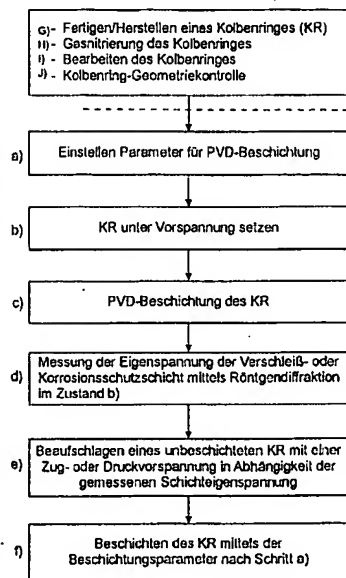 G) - Fertigen/Herstellen eines Kolbenringes (KR)
H) - Gasnitrierung des Kolbenringes
I) - Bearbeiten des Kolbenringes
J) - Kolbenring-Geometriekontrolle
a) Einstellen Parameter für PVD-Beschichtung
b) KR unter Vorspannung setzen
c) PVD-Beschichtung des KR
d) Messung der Eigenspannung der Verschleiß- oder
Korrosionsschutzschicht mittels Röntgendiffraktion
im Zustand b)
e) Beaufschlagen eines unbeschichteten KR mit einer
Zug- oder Druckvorspannung in Abhängigkeit der
gemessenen Schichteigenspannung
f) Beschichten des KR mittels der
Beschichtungsparameter nach Schritt a)